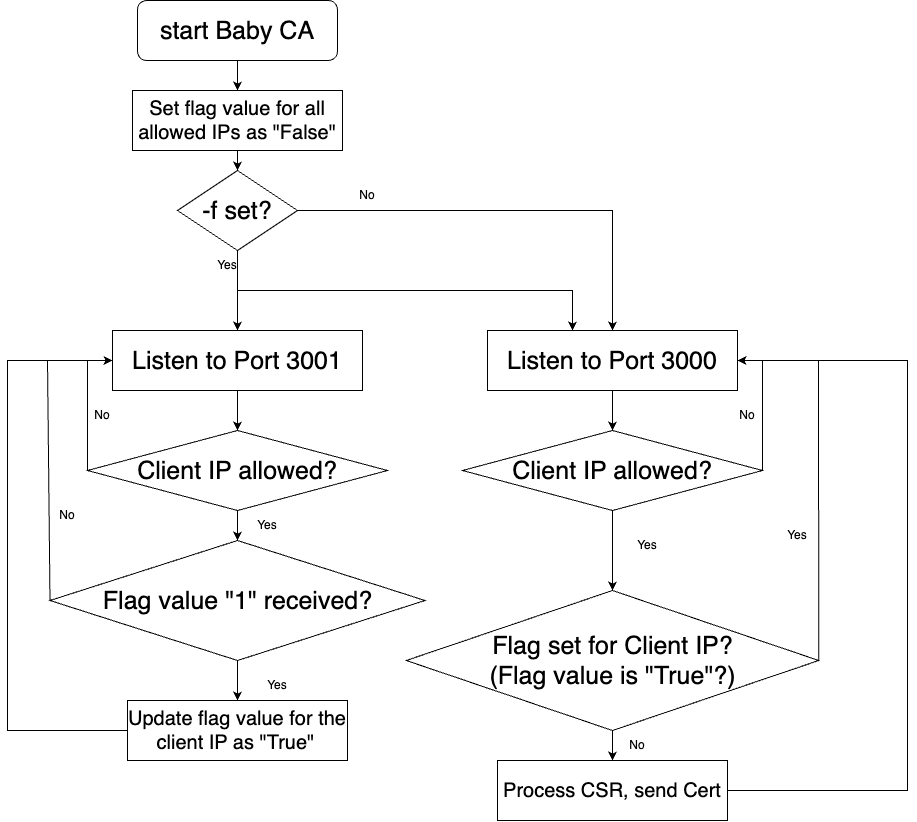 start Baby CA
Set flag value for all
allowed IPs as "False"
-f set?
No
Yes
Listen to Port 3001
Listen to Port 3000
No
No
Client IP allowed?
Client IP allowed?
Yes
No
Yes
Yes
Flag value "1" received?
Flag set for Client IP?
(Flag value is "True"?)
Yes
Update flag value for the
client IP as "True"
No
Process CSR, send Cert